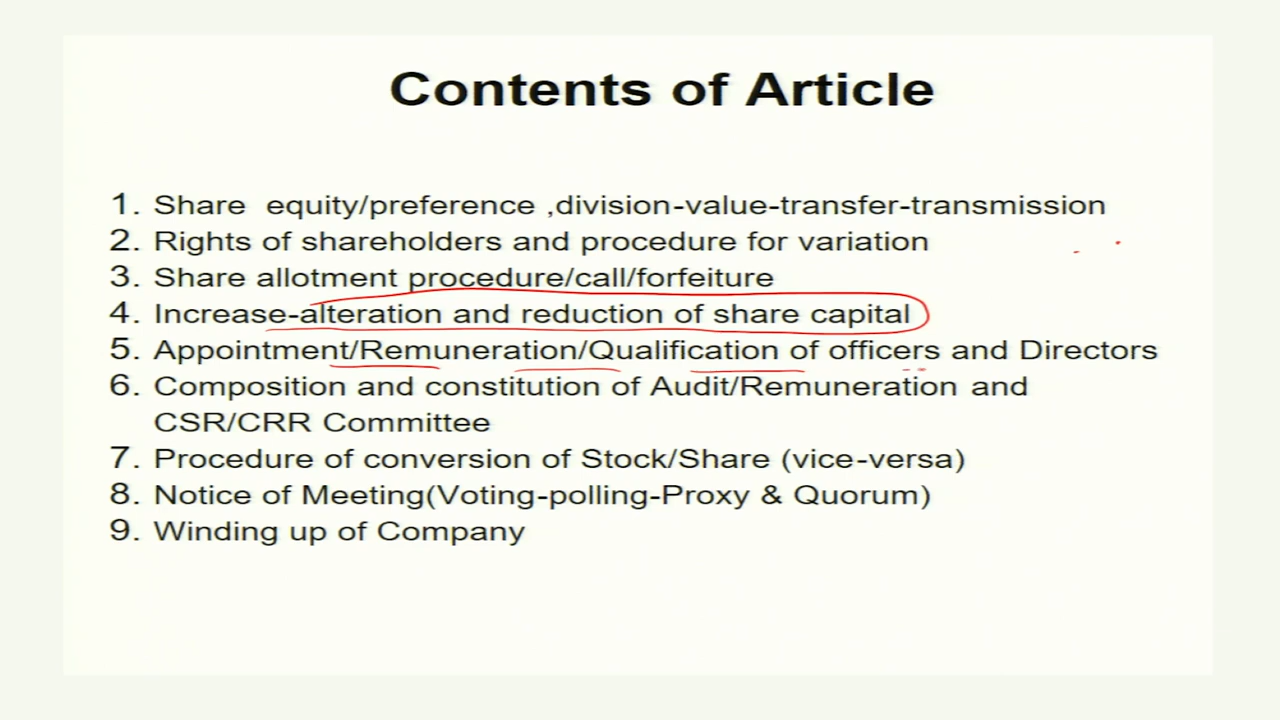 Contents of Article
1. Share equity/preference ,division-value-transfer-transmission
2. Rights of shareholders and procedure for variation
3. Share allotment procedure/call/forfeiture
4. Increase-alteration and reduction of share capital
5. Appointment/Remuneration/Qualification of officers and Directors
6. Composition and constitution of Audit/Remuneration and
CSR/CRR Committee
7. Procedure of conversion of Stock/Share (vice-versa)
8. Notice of Meeting(Voting-polling-Proxy & Quorum)
9. Winding up of Company